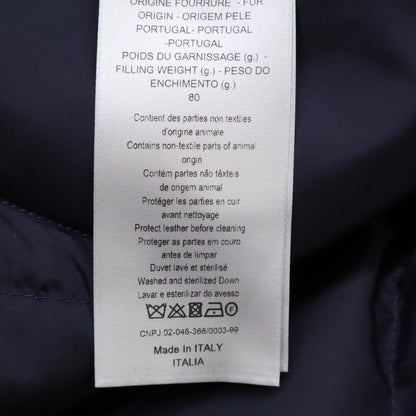 ORIGINE FOURRURE - FUR
ORIGIN - ORIGEM PELE
PORTUGAL- PORTUGAL
-PORTUGAL
POIDS DU GARNISSAGE (g.) -
FILLING WEIGHT (g.) - PESO DO
ENCHIMENTO (g.)
80
Contient des parties non textiles
d'origine animale
Contains non-textile parts of animal
origin
Contém partes não têxteis
de origem animal
Protéger les parties en cuir
avant nettoyage
Protect leather before cleaning
Proteger as partes em couro
antes de limpar
Duvet lavé et stérilisé
Washed and sterilized Down
Lavar e esterilizar do avesso
F
CNPJ 02-046-366/0003-99
Made In ITALY
ITALIA